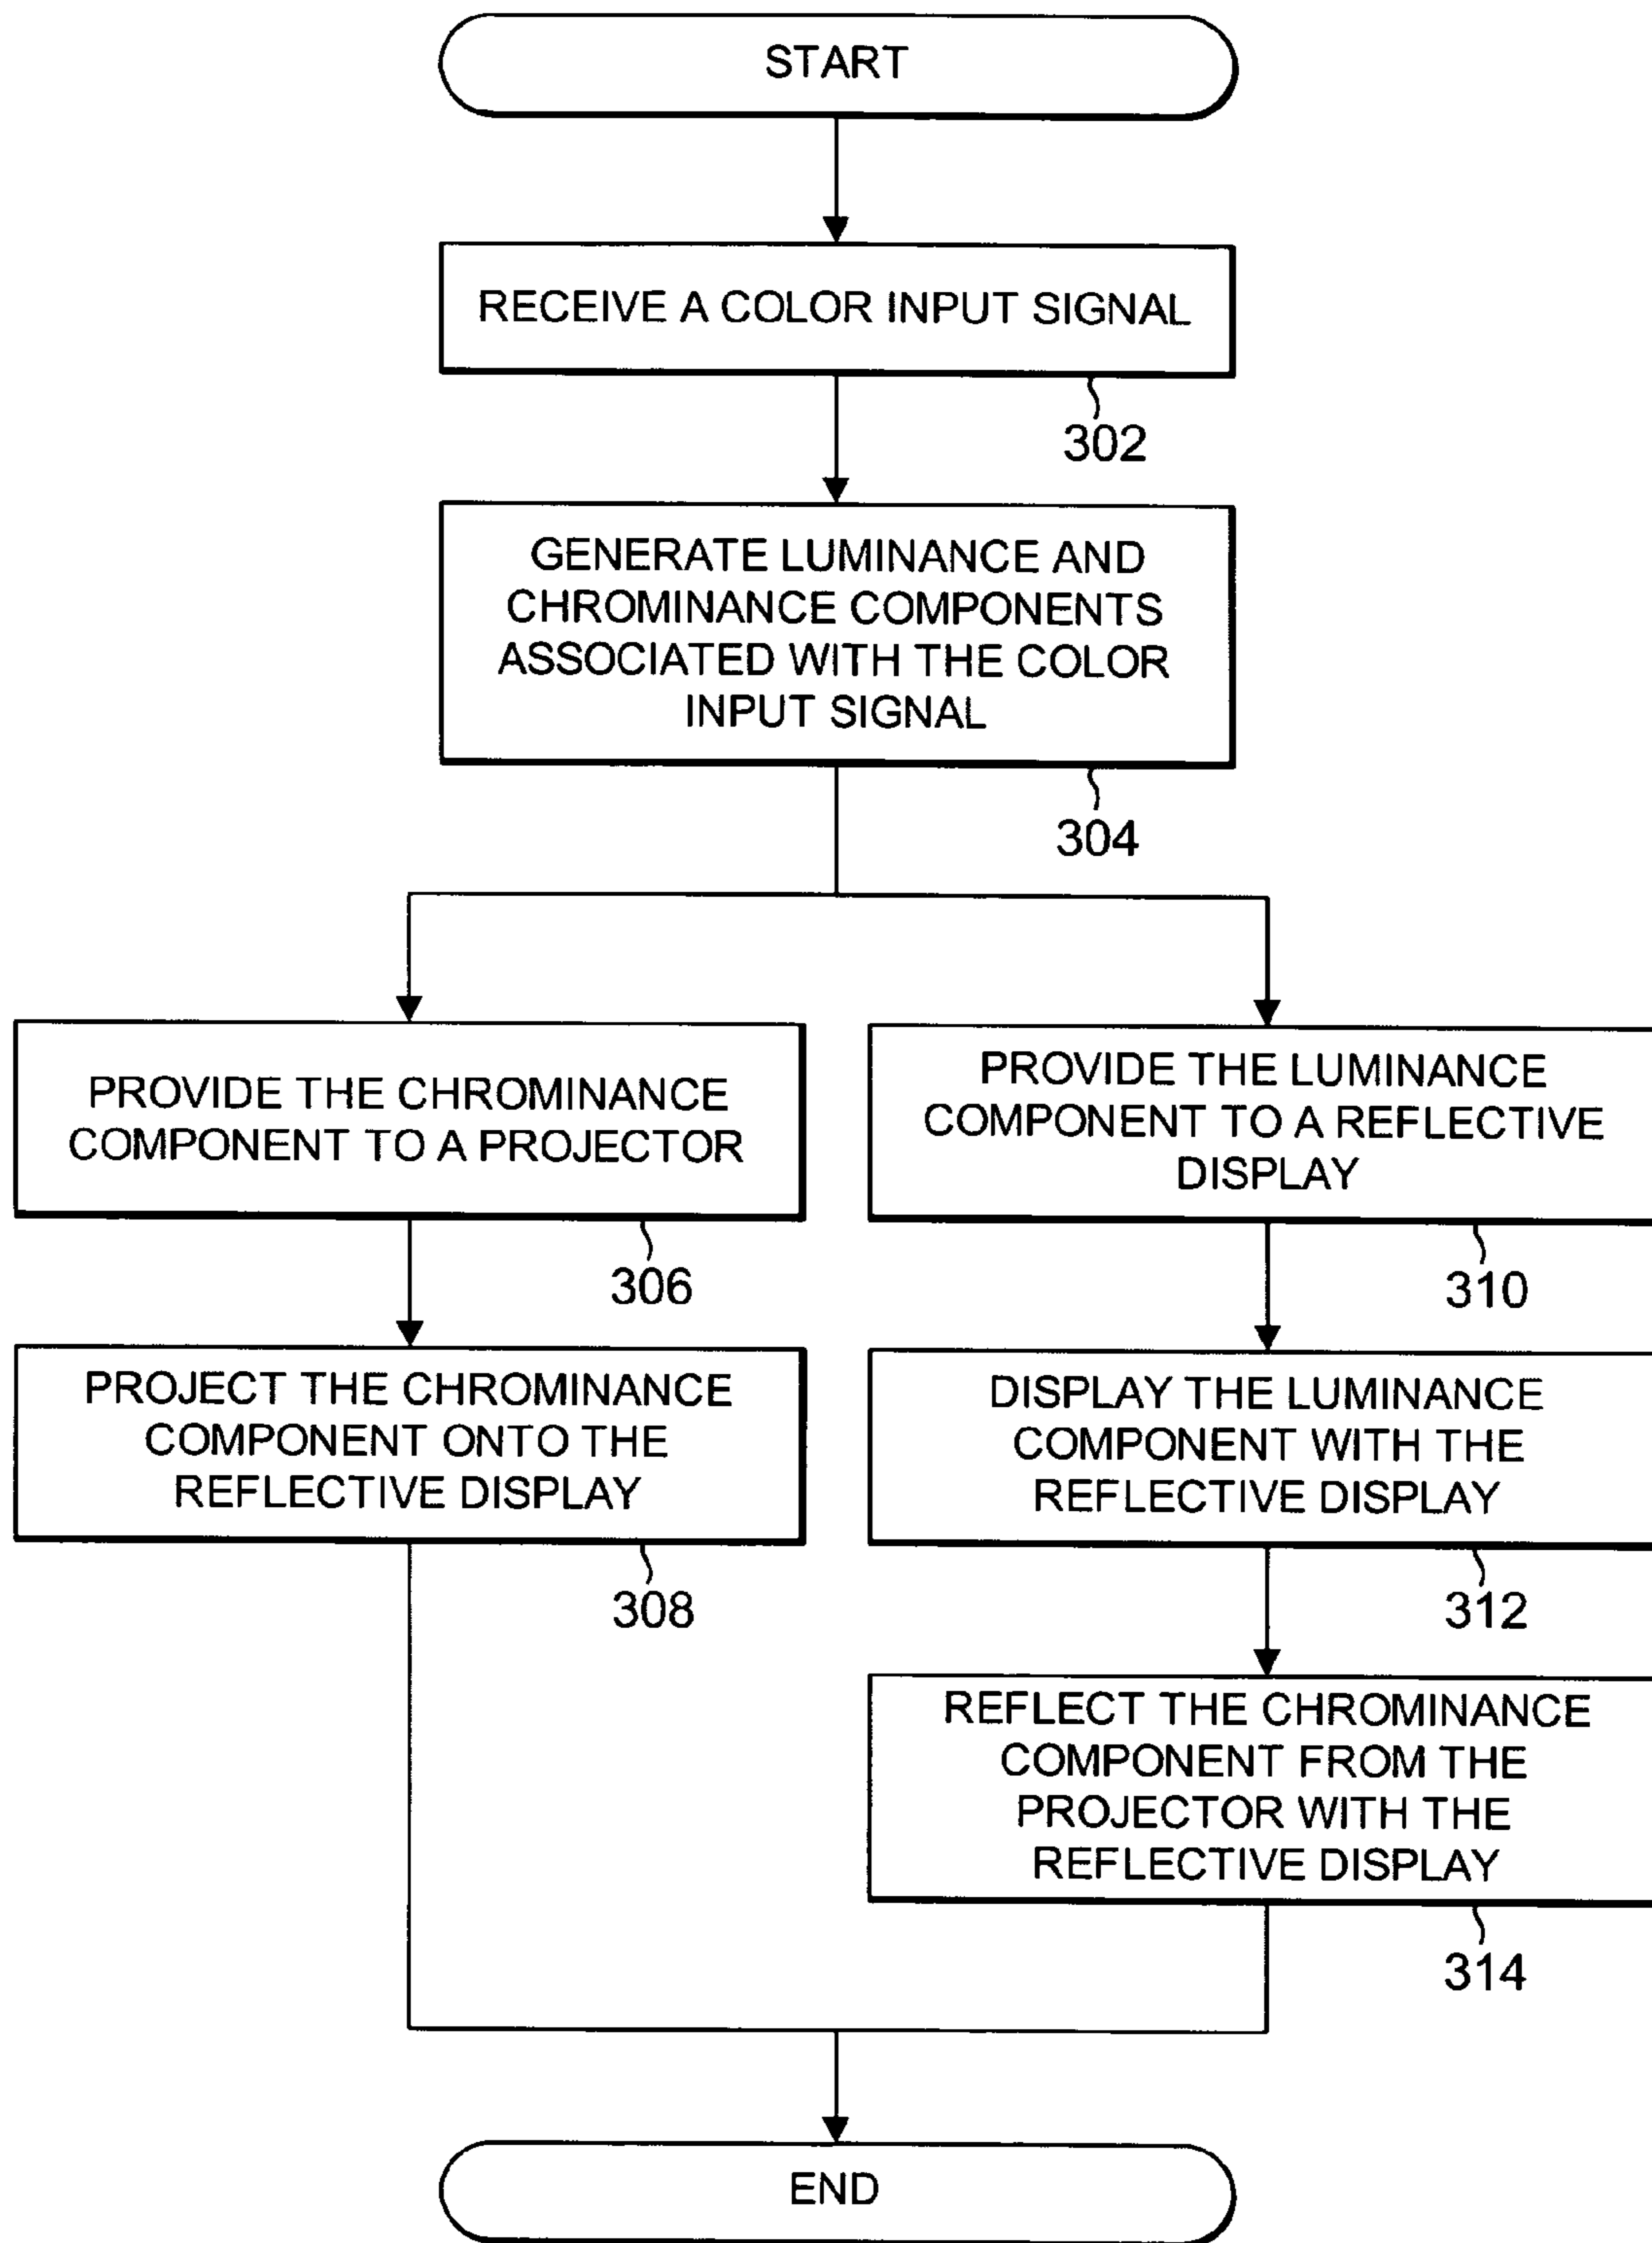 START
RECEIVE A COLOR INPUT SIGNAL
302
GENERATE LUMINANCE AND
CHROMINANCE COMPONENTS
ASSOCIATED WITH THE COLOR
INPUT SIGNAL
304
PROVIDE THE CHROMINANCE
COMPONENT TO A PROJECTOR
306
PROJECT THE CHROMINANCE
COMPONENT ONTO THE
REFLECTIVE DISPLAY
308
PROVIDE THE LUMINANCE
COMPONENT TO A REFLECTIVE
DISPLAY
310
DISPLAY THE LUMINANCE
COMPONENT WITH THE
REFLECTIVE DISPLAY
312
REFLECT THE CHROMINANCE
COMPONENT FROM THE
PROJECTOR WITH THE
REFLECTIVE DISPLAY
314
END